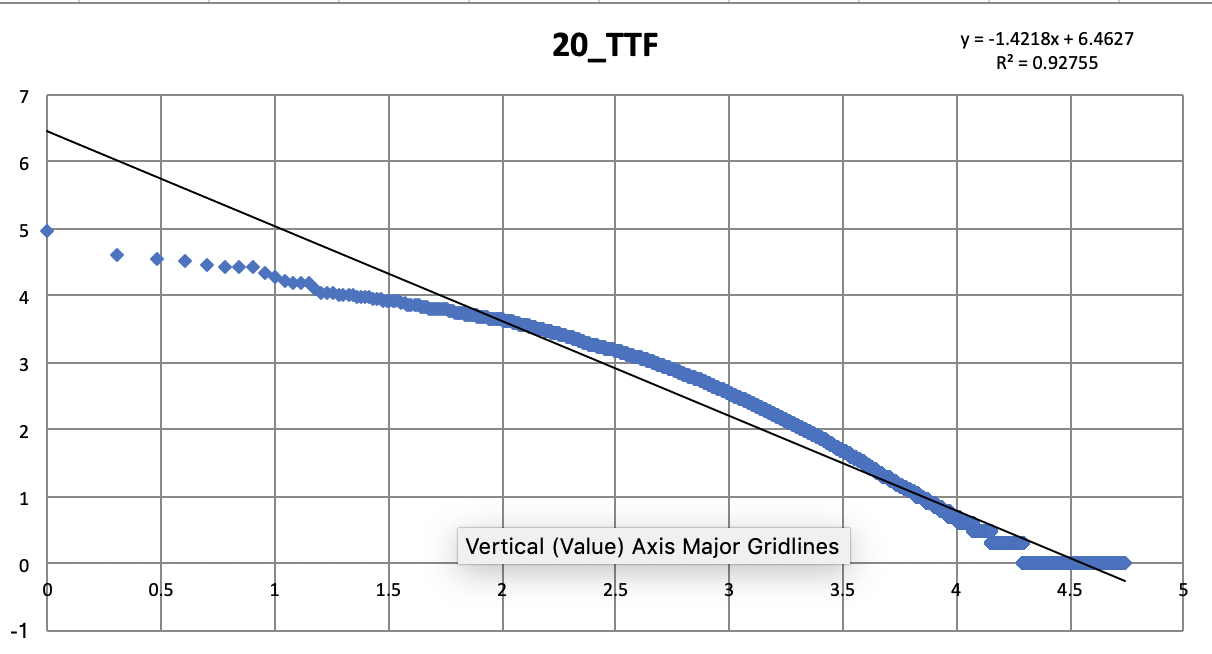 20_TTF
y = -1.4218x + 6.4627
R² = 0.92755
7
6
5
4
3
2
1
0
-1
0 0.5 1 1.5 2 2.5 3 3.5 4 4.5 5
Vertical (Value) Axis Major Gridlines